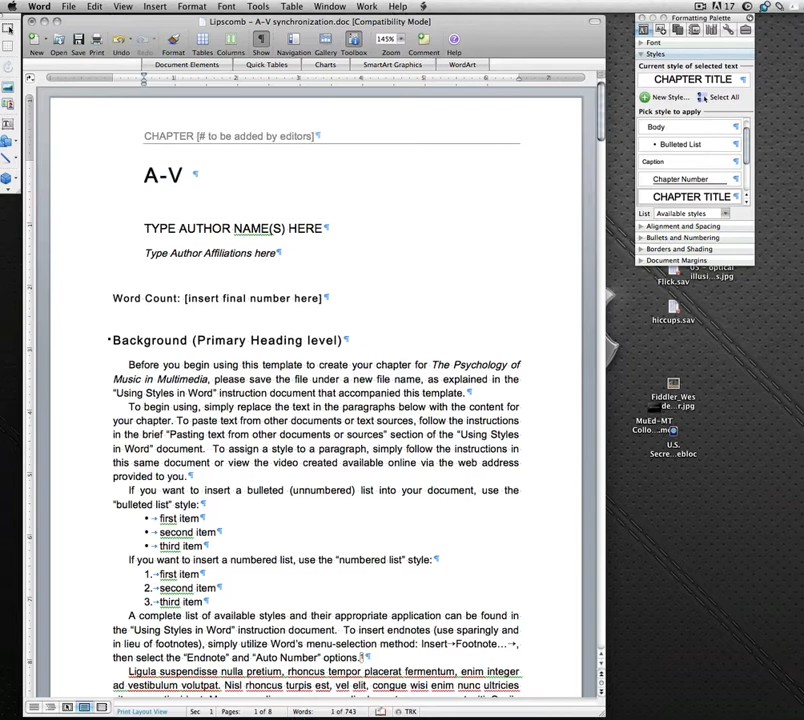 Word File Edit View Insert Format Font Tools Table Window Work Help
17
Lipscomb - A-V synchronization.doc [Compatibility Mode]
Formatting Palette
145%
New Open Save Print Undo Redo Format Tables Columns Show Navigation Gallery Toolbox Zoom Comment Help
Document Elements Quick Tables Charts SmartArt Graphics WordArt
Font
Styles
Current style of selected text
CHAPTER TITLE ¶
New Style... Select All
Pick style to apply
Body ¶
• Bulleted List ¶
Caption ¶
Chapter Number ¶
CHAPTER TITLE ¶
List Available styles
Alignment and Spacing
Bullets and Numbering
Borders and Shading
Document Margins
CHAPTER [# to be added by editors]¶
A-V ¶
TYPE AUTHOR NAME(S) HERE¶
Type Author Affiliations here¶
Word Count: [insert final number here]¶
Background (Primary Heading level)¶
Before you begin using this template to create your chapter for The Psychology of
Music in Multimedia, please save the file under a new file name, as explained in the
“Using Styles in Word” instruction document that accompanied this template.¶
To begin using, simply replace the text in the paragraphs below with the content for
your chapter. To paste text from other documents or text sources, follow the instructions
in the brief “Pasting text from other documents or sources” section of the “Using Styles
in Word” document. To assign a style to a paragraph, simply follow the instructions in
this same document or view the video created available online via the web address
provided to you.¶
If you want to insert a bulleted (unnumbered) list into your document, use the
“bulleted list” style:¶
• → first item¶
• → second item¶
• → third item¶
If you want to insert a numbered list, use the “numbered list” style:¶
1.→first item¶
2.→second item¶
3.→third item¶
A complete list of available styles and their appropriate application can be found in
the “Using Styles in Word” instruction document. To insert endnotes (use sparingly and
in lieu of footnotes), simply utilize Word’s menu-selection method: Insert→Footnote…→,
then select the “Endnote” and “Auto Number” options.¶
Ligula suspendisse nulla pretium, rhoncus tempor placerat fermentum, enim integer
ad vestibulum volutpat. Nisl rhoncus turpis est, vel elit, congue wisi enim nunc ultricies
Print Layout View Sec 1 Pages: 1 of 8 Words: 1 of 743 TRK
US - optical
illusi...s.jpg
Flick.sav
hiccups.sav
Fiddler_Wes
de...r.jpg
MuEd-MT
Collo...
U.S.
Secre...ebloc